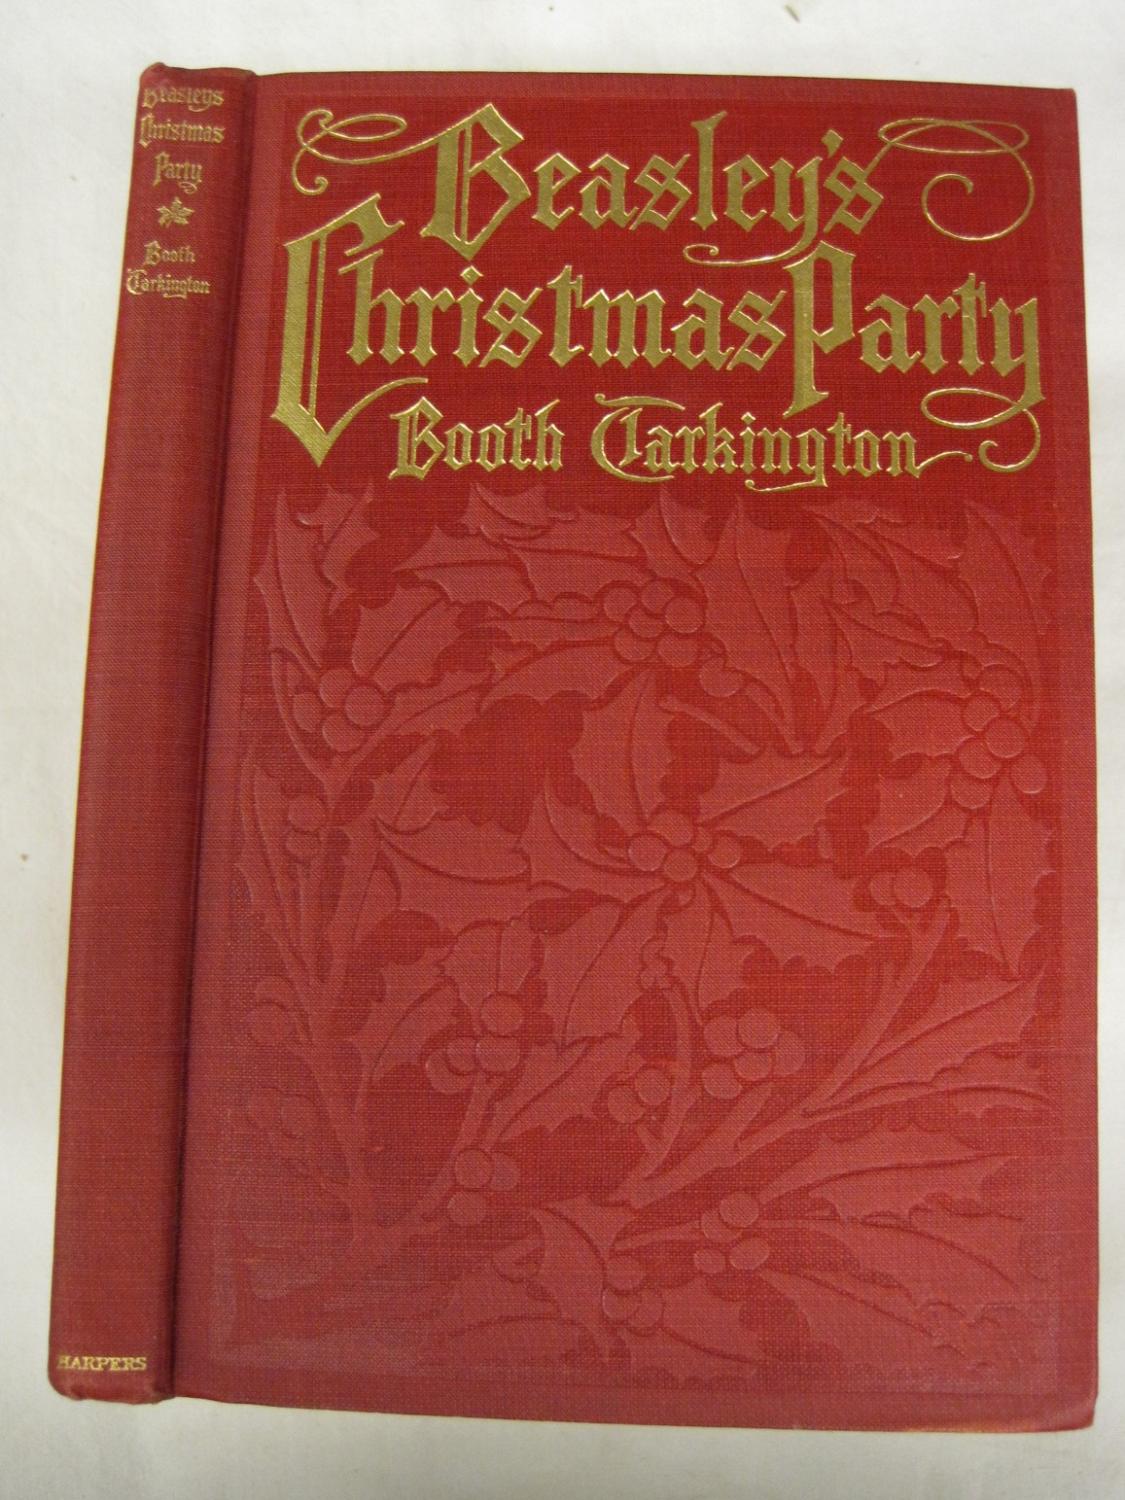 Beasley's
Christmas
Party
Booth
Tarkington
HARPERS
Beasley's
Christmas Party
Booth Tarkington